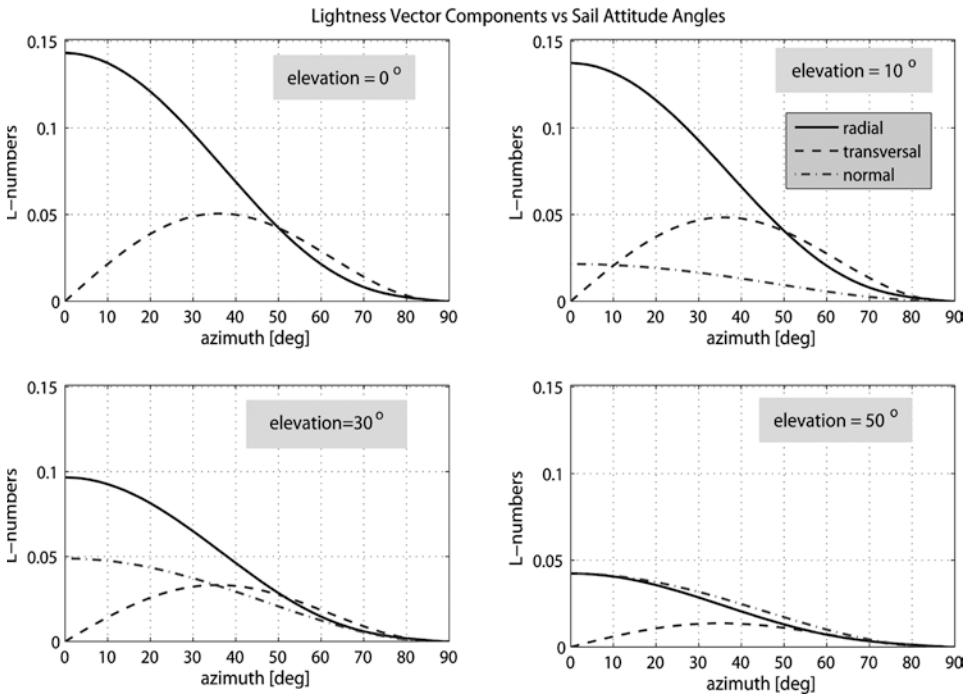 Lightness Vector Components vs Sail Attitude Angles
elevation = 0 °
0.15
0.1
0.05
0
L-numbers
0 10 20 30 40 50 60 70 80 90
azimuth [deg]
elevation = 10 °
radial
transversal
normal
0.15
0.1
0.05
0
L-numbers
0 10 20 30 40 50 60 70 80 90
azimuth [deg]
elevation=30 °
0.15
0.1
0.05
0
L-numbers
0 10 20 30 40 50 60 70 80 90
azimuth [deg]
elevation = 50 °
0.15
0.1
0.05
0
L-numbers
0 10 20 30 40 50 60 70 80 90
azimuth [deg]